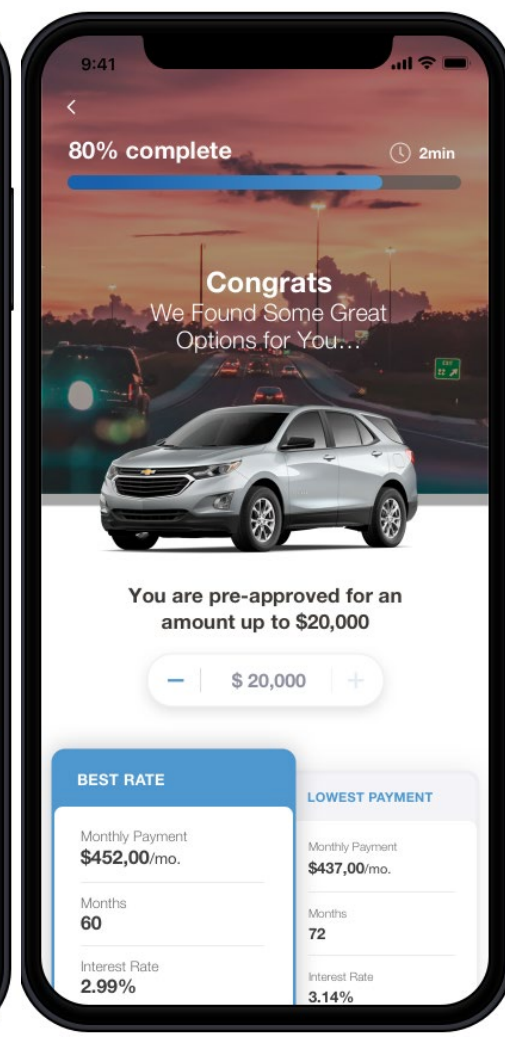 9:41
80% complete
2min
Congrats
We Found Some Great
Options for You...
EXIT
You are pre-approved for an
amount up to $20,000
− $ 20,000 +
BEST RATE
Monthly Payment
$452,00/mo.
Months
60
Interest Rate
2.99%
LOWEST PAYMENT
Monthly Payment
$437,00/mo.
Months
72
Interest Rate
3.14%